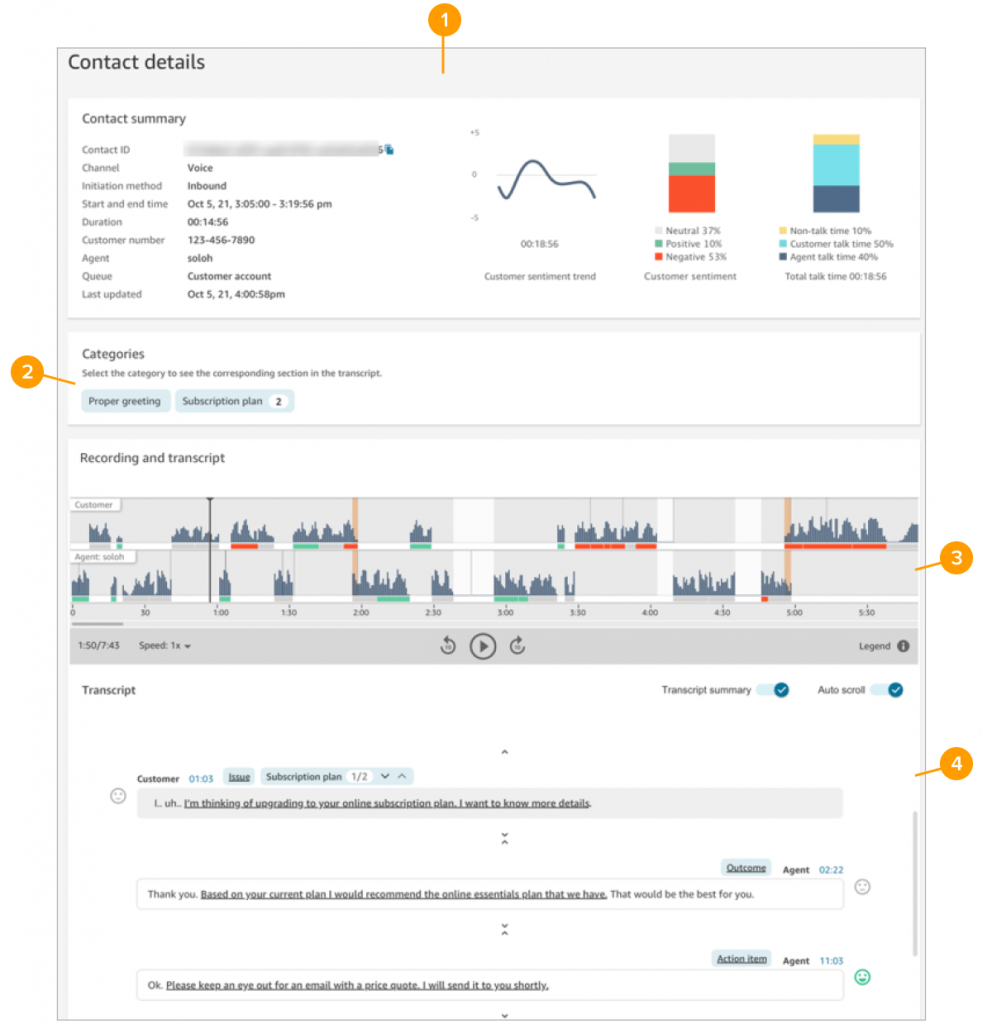 1
Contact details
Contact summary
Contact ID
Channel Voice
Initiation method Inbound
Start and end time Oct 5, 21, 3:05:00 - 3:19:56 pm
Duration 00:14:56
Customer number 123-456-7890
Agent soloh
Queue Customer account
Last updated Oct 5, 21, 4:00:58pm
+5
0
-5
00:18:56
Customer sentiment trend
Neutral 37%
Positive 10%
Negative 53%
Customer sentiment
Non-talk time 10%
Customer talk time 50%
Agent talk time 40%
Total talk time 00:18:56
2
Categories
Select the category to see the corresponding section in the transcript.
Proper greeting Subscription plan 2
Recording and transcript
Customer
3
Agent: soloh
0 30 1:00 1:30 2:00 2:30 3:00 3:30 4:00 4:30 5:00 5:30
1:50/7:43 Speed: 1x 10 10 Legend
Transcript Transcript summary Auto scroll
4
Customer 01:03 Issue Subscription plan 1/2
I.. uh.. I'm thinking of upgrading to your online subscription plan. I want to know more details.
Outcome Agent 02:22
Thank you. Based on your current plan I would recommend the online essentials plan that we have. That would be the best for you.
Action item Agent 11:03
Ok. Please keep an eye out for an email with a price quote. I will send it to you shortly.